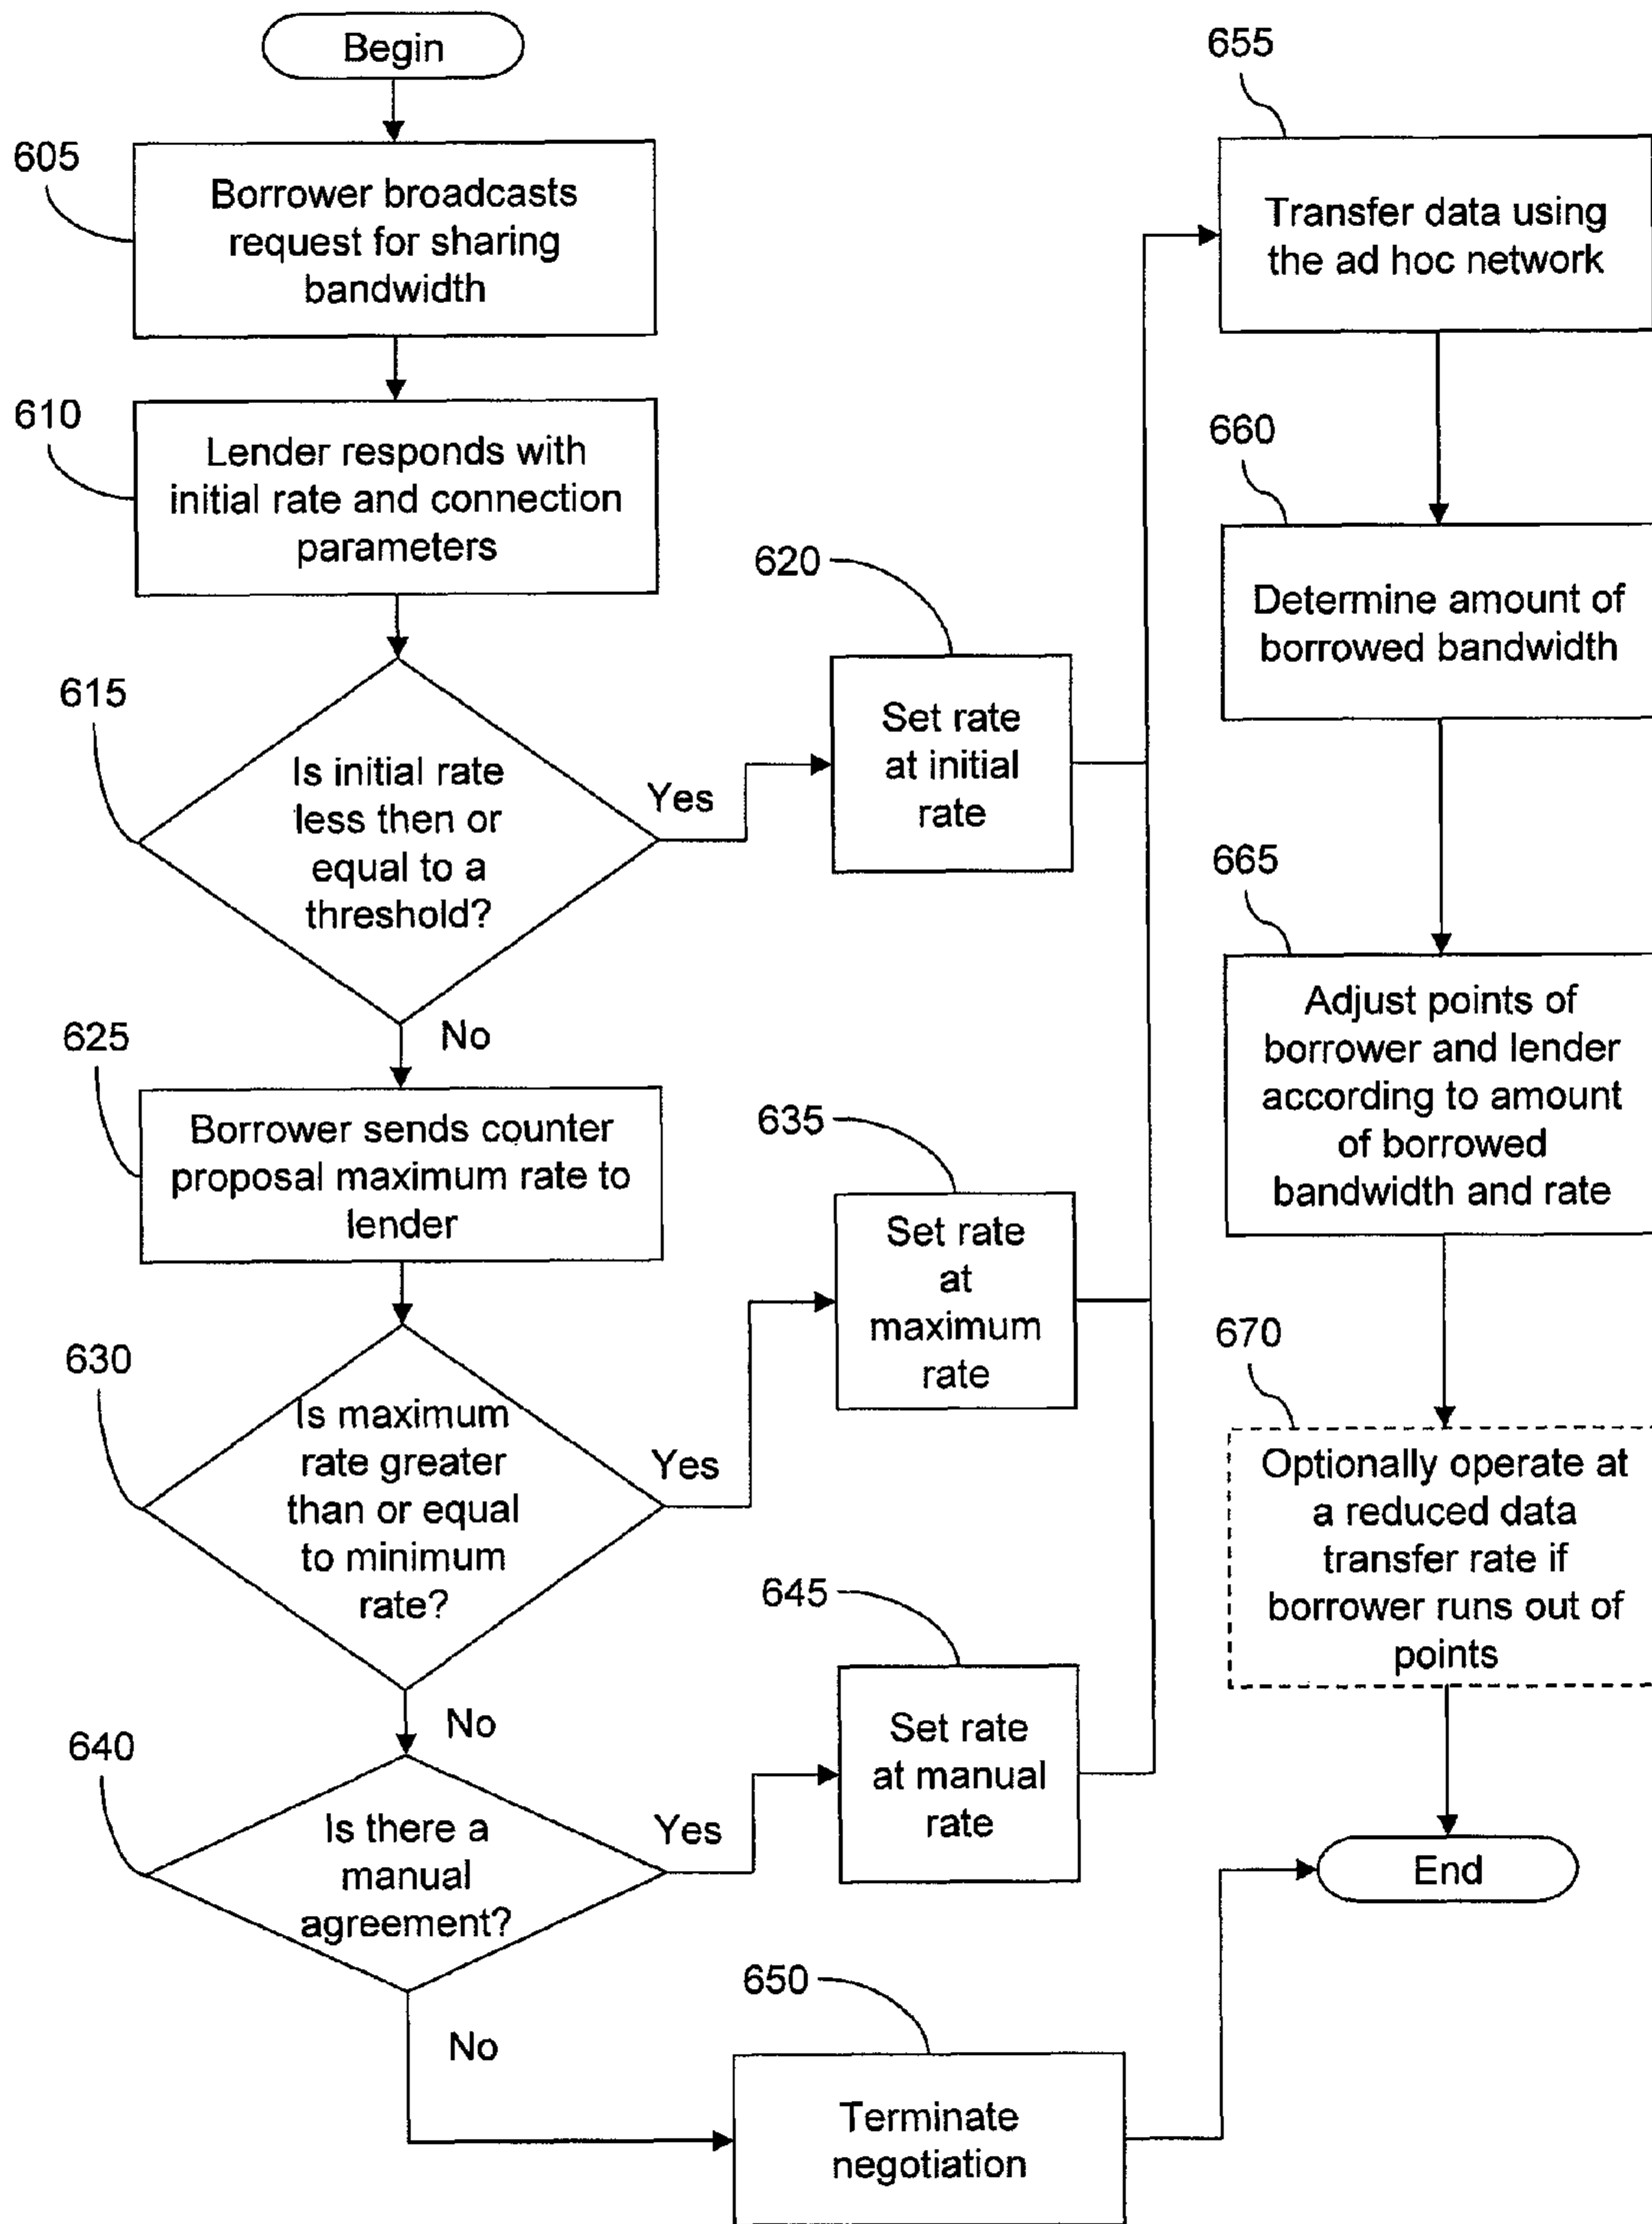 Begin
605
Borrower broadcasts
request for sharing
bandwidth
610
Lender responds with
initial rate and connection
parameters
615
Is initial rate
less then or
equal to a
threshold?
Yes
620
Set rate
at initial
rate
No
625
Borrower sends counter
proposal maximum rate to
lender
630
Is maximum
rate greater
than or equal
to minimum
rate?
Yes
635
Set rate
at
maximum
rate
No
640
Is there a
manual
agreement?
Yes
645
Set rate
at manual
rate
No
650
Terminate
negotiation
655
Transfer data using
the ad hoc network
660
Determine amount of
borrowed bandwidth
665
Adjust points of
borrower and lender
according to amount
of borrowed
bandwidth and rate
670
Optionally operate at
a reduced data
transfer rate if
borrower runs out of
points
End